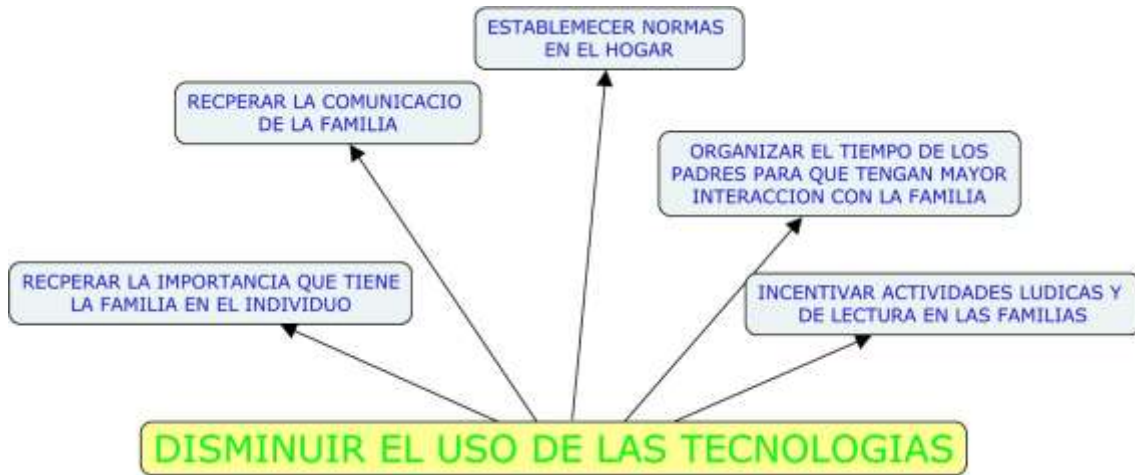 ESTABLEMECER NORMAS
EN EL HOGAR
RECPERAR LA COMUNICACIO
DE LA FAMILIA
ORGANIZAR EL TIEMPO DE LOS
PADRES PARA QUE TENGAN MAYOR
INTERACCION CON LA FAMILIA
RECPERAR LA IMPORTANCIA QUE TIENE
LA FAMILIA EN EL INDIVIDUO
INCENTIVAR ACTIVIDADES LUDICAS Y
DE LECTURA EN LAS FAMILIAS
DISMINUIR EL USO DE LAS TECNOLOGIAS